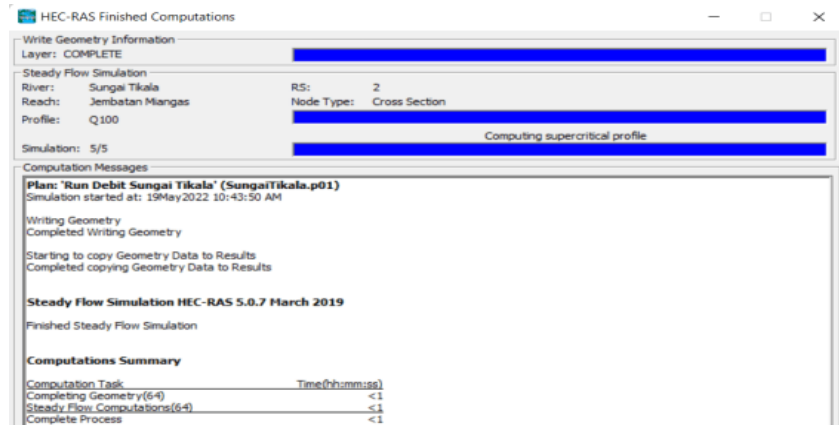 HEC-RAS Finished Computations
Write Geometry Information
Layer: COMPLETE
Steady Flow Simulation
River: Sungai Tikala RS: 2
Reach: Jembatan Miangas Node Type: Cross Section
Profile: Q100
Computing supercritical profile
Simulation: 5/5
Computation Messages
Plan: 'Run Debit Sungai Tikala' (SungaiTikala.p01)
Simulation started at: 19May2022 10:43:50 AM
Writing Geometry
Completed Writing Geometry
Starting to copy Geometry Data to Results
Completed copying Geometry Data to Results
Steady Flow Simulation HEC-RAS 5.0.7 March 2019
Finished Steady Flow Simulation
Computations Summary
Computation Task Time(hh:mm:ss)
Completing Geometry(64) <1
Steady Flow Computations(64) <1
Complete Process <1